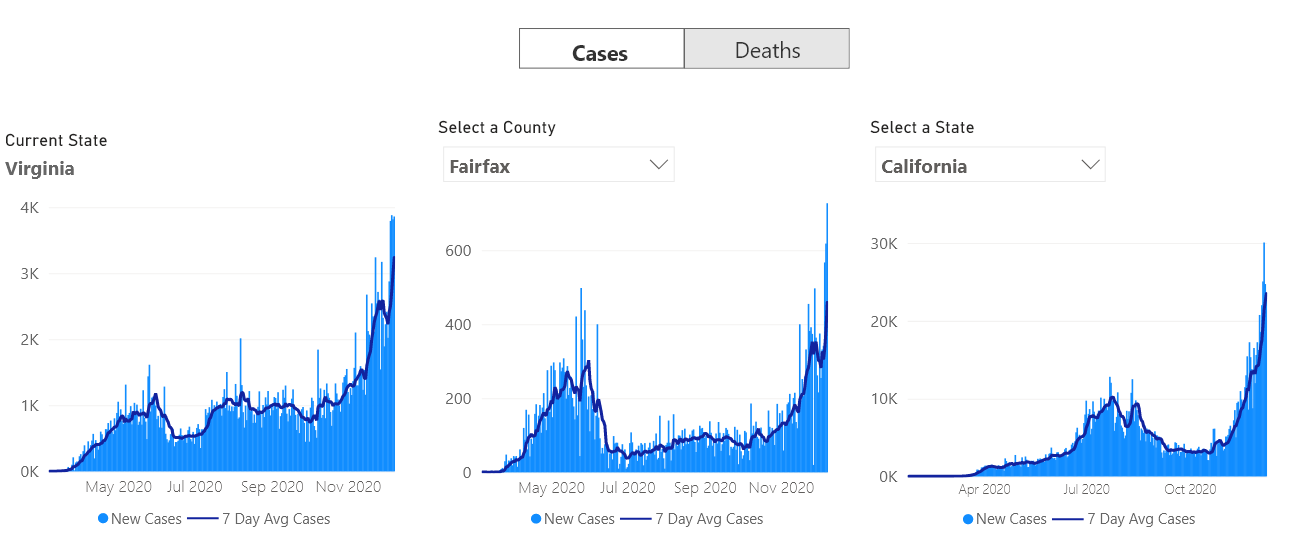 Cases
Deaths
Current State
Virginia
4K
3K
2K
1K
0K
May 2020 Jul 2020 Sep 2020 Nov 2020
New Cases 7 Day Avg Cases
Select a County
Fairfax
600
400
200
0
May 2020 Jul 2020 Sep 2020 Nov 2020
New Cases 7 Day Avg Cases
Select a State
California
30K
20K
10K
0K
Apr 2020 Jul 2020 Oct 2020
New Cases 7 Day Avg Cases